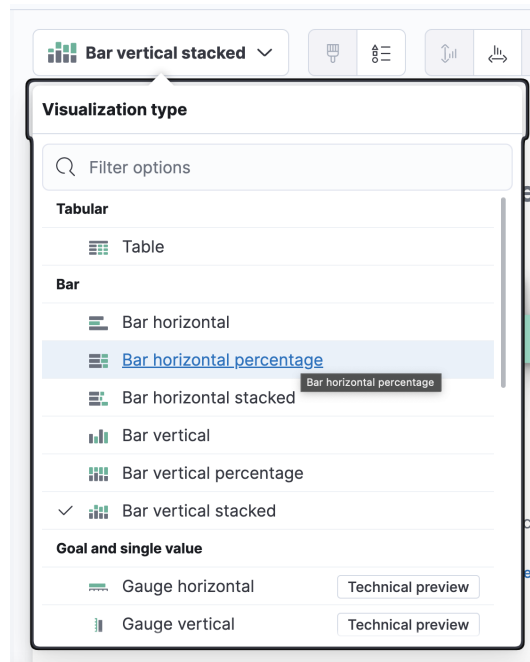 Bar vertical stacked
Visualization type
Filter options
Tabular
Table
Bar
Bar horizontal
Bar horizontal percentage
Bar horizontal percentage
Bar horizontal stacked
Bar vertical
Bar vertical percentage
Bar vertical stacked
Goal and single value
Gauge horizontal Technical preview
Gauge vertical Technical preview